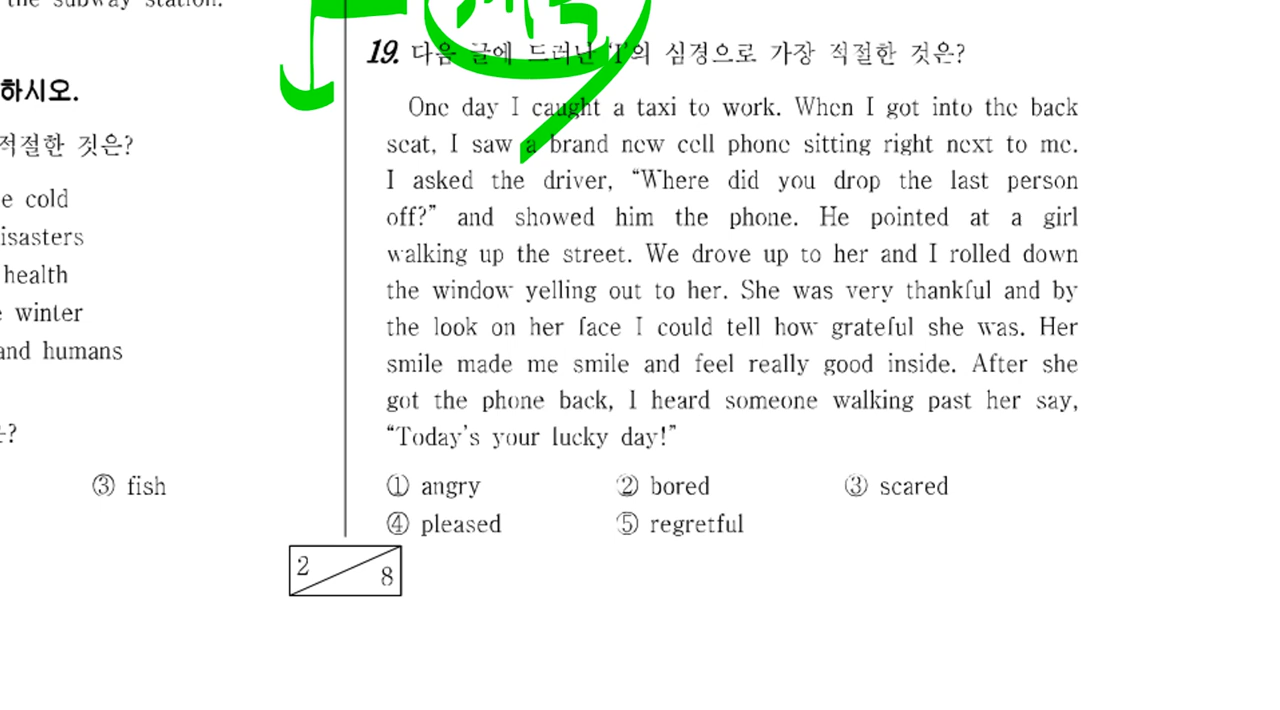 the subway station.
하시오.
적절한 것은?
e cold
isasters
health
winter
and humans
?
③ fish
19. 다음 글에 드러난 'I'의 심경으로 가장 적절한 것은?
One day I caught a taxi to work. When I got into the back
seat, I saw a brand new cell phone sitting right next to me.
I asked the driver, “Where did you drop the last person
off?” and showed him the phone. He pointed at a girl
walking up the street. We drove up to her and I rolled down
the window yelling out to her. She was very thankful and by
the look on her face I could tell how grateful she was. Her
smile made me smile and feel really good inside. After she
got the phone back, I heard someone walking past her say,
“Today's your lucky day!”
① angry ② bored ③ scared
④ pleased ⑤ regretful
2 8